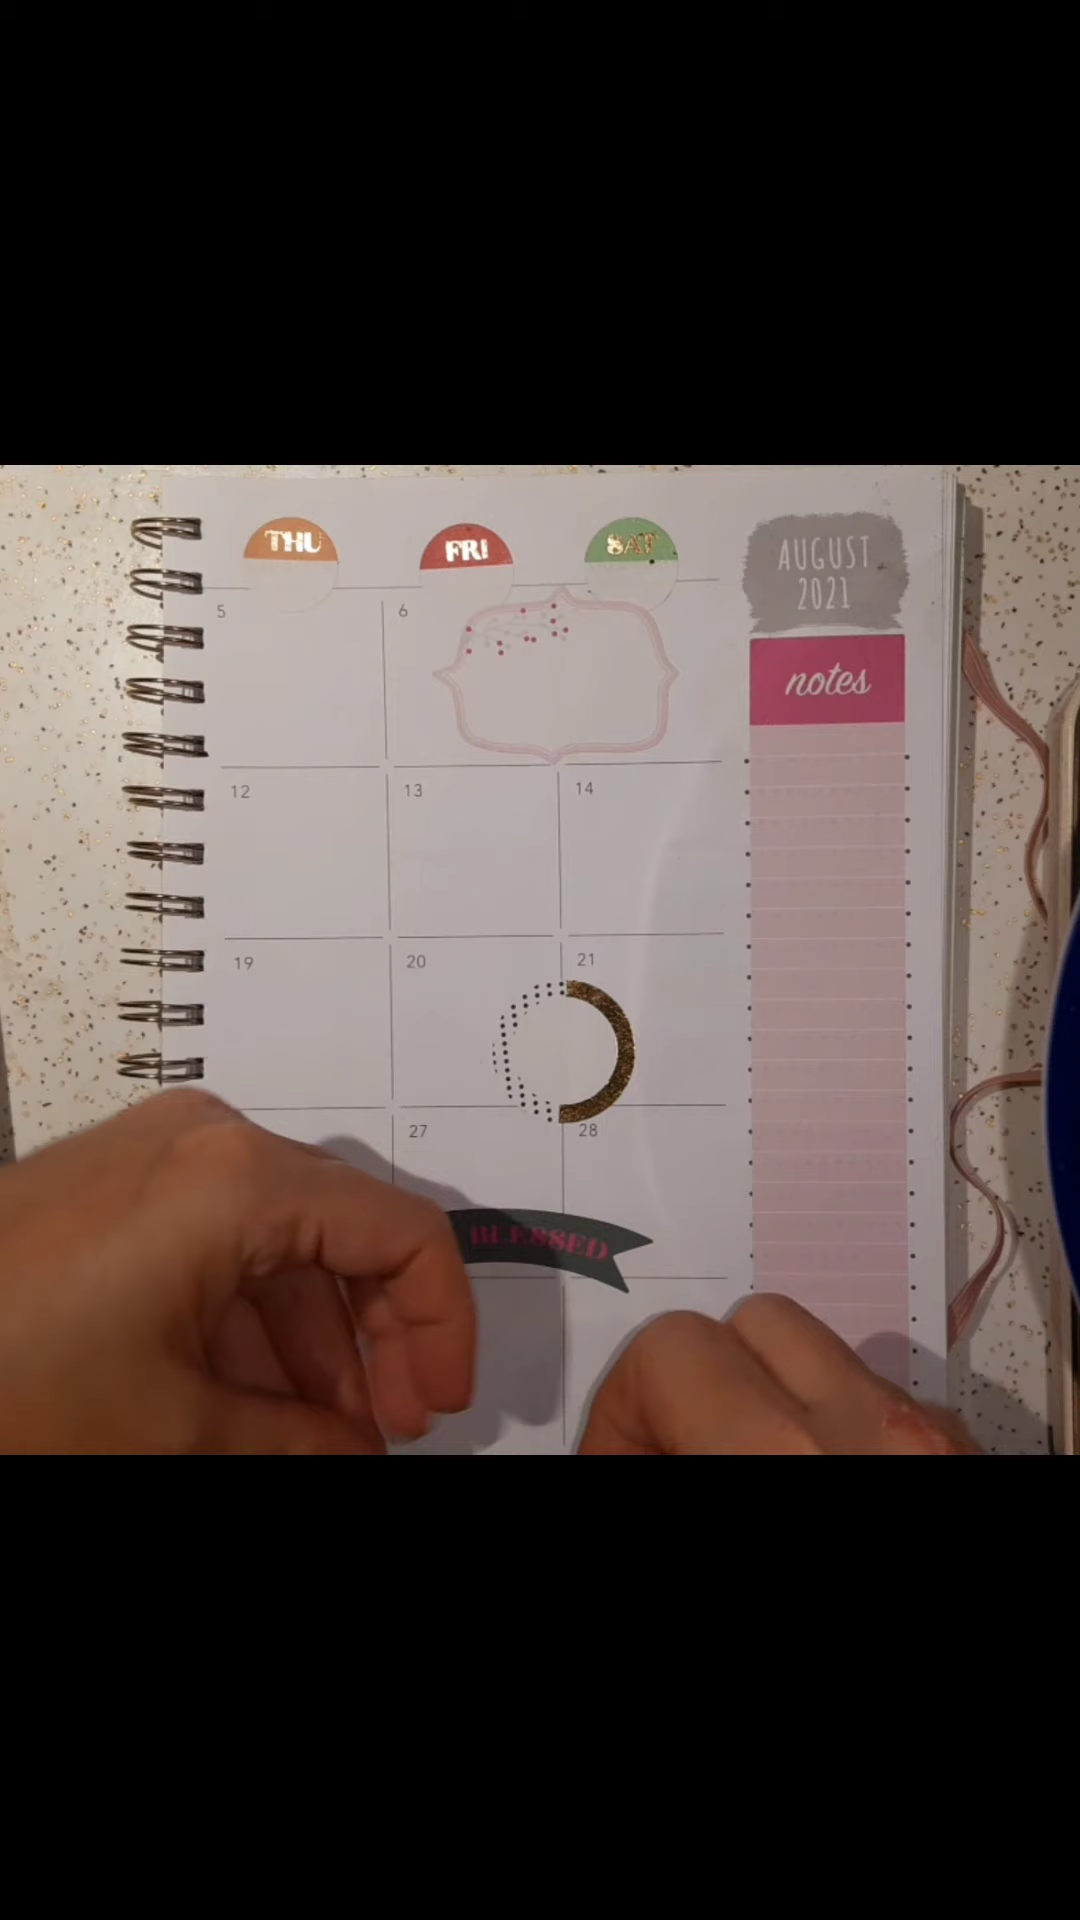 THU FRI SAT
AUGUST
2021
notes
5 6
12 13 14
19 20 21
27 28
BLESSED